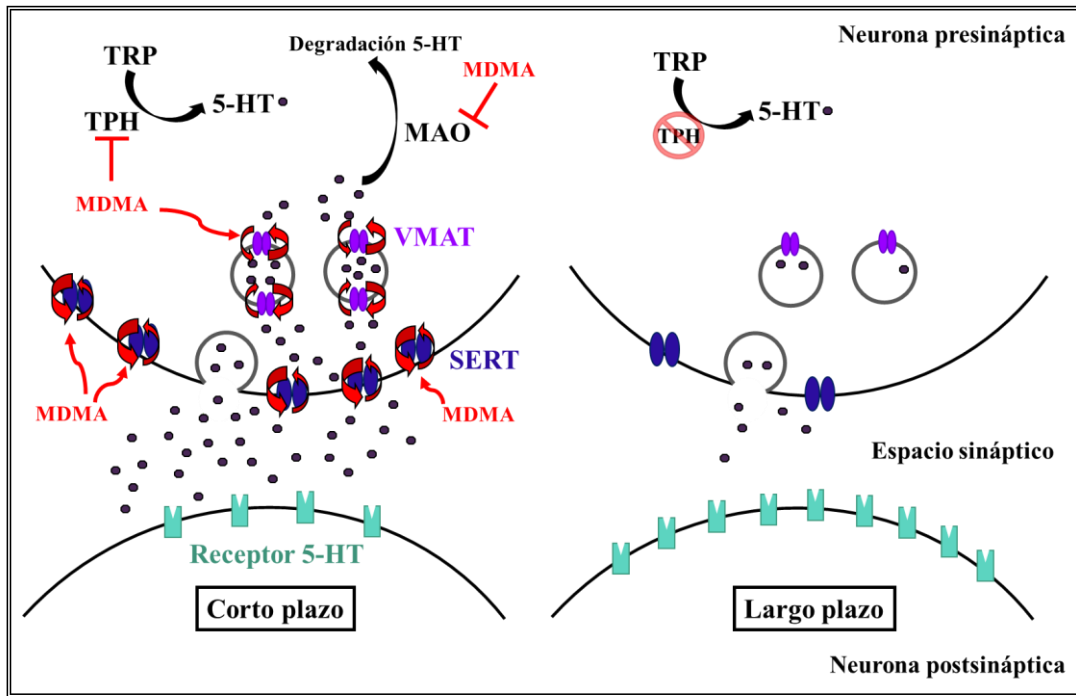 Neurona presináptica
Degradación 5-HT
TRP
5-HT
TPH
MDMA
MAO
MDMA
VMAT
SERT
MDMA
MDMA
Receptor 5-HT
Corto plazo
TRP
5-HT
TPH
Espacio sináptico
Largo plazo
Neurona postsináptica